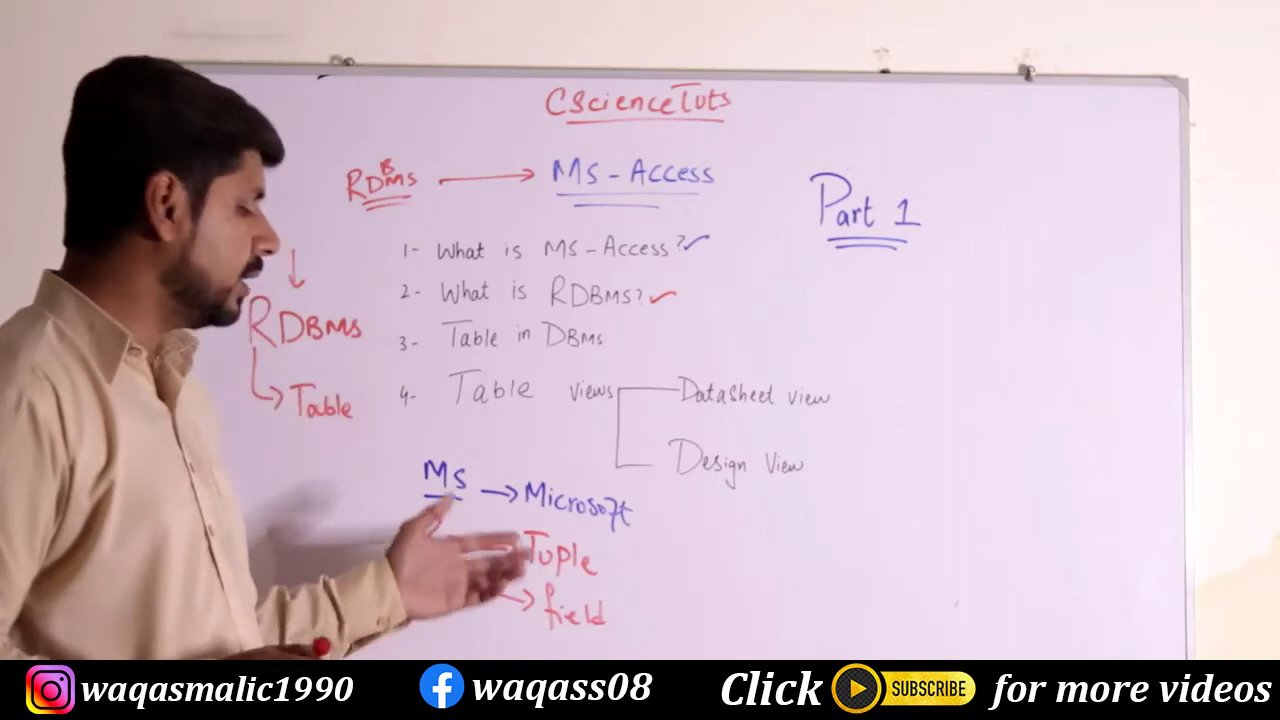 CScienceTuts
RDBMS → MS-Access
Part 1
1- What is MS-Access? ✓
2- What is RDBMS? ✓
3- Table in DBMS
4- Table views
Datasheet view
Design View
↓
RDBMS
→ Table
MS → Microsoft
Tuple
→ field
waqasmalic1990
waqass08
Click SUBSCRIBE for more videos